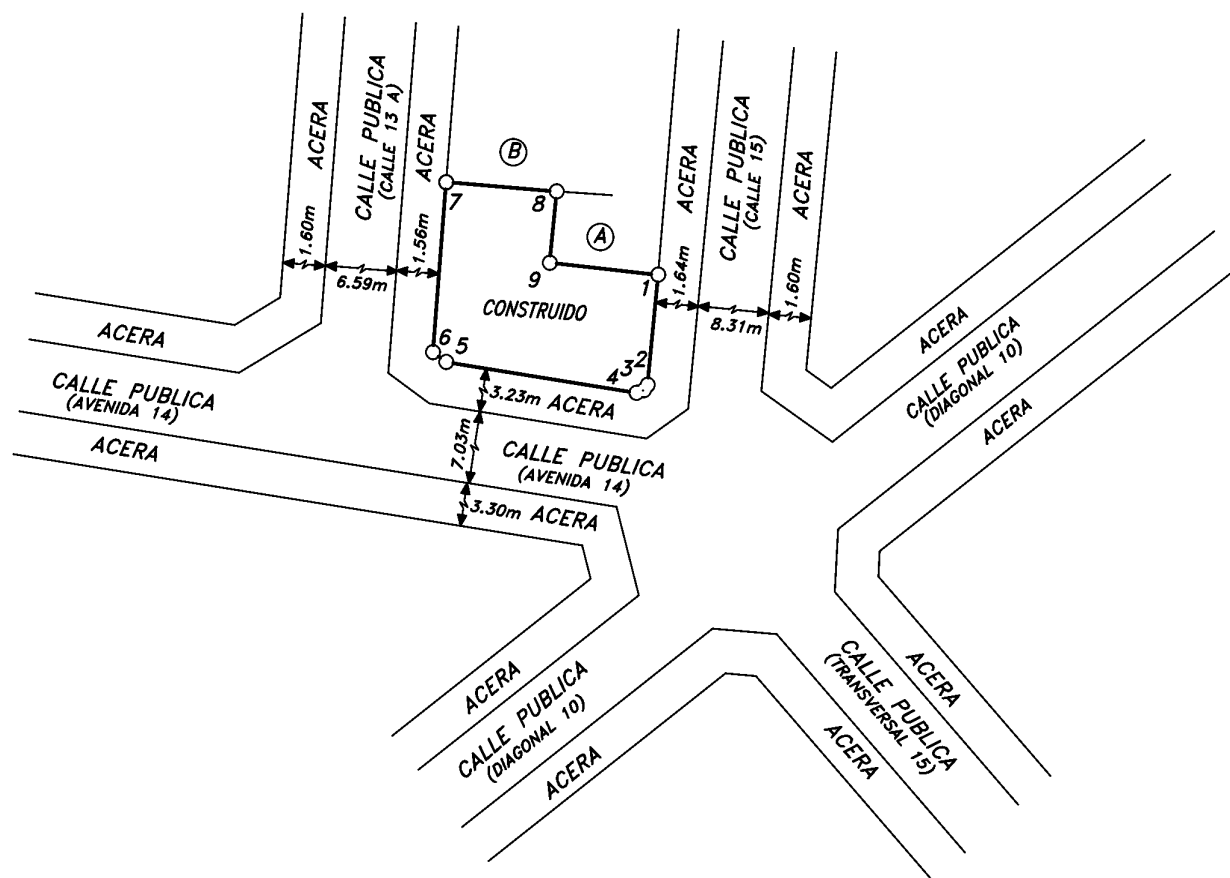 ACERA
CALLE PUBLICA
(CALLE 13 A)
ACERA
B
7
8
A
9
1
CONSTRUIDO
ACERA
CALLE PUBLICA
(CALLE 15)
ACERA
1.60m
6.59m
1.56m
1.64m
8.31m
1.60m
6
5
4
3
2
ACERA
CALLE PUBLICA
(AVENIDA 14)
ACERA
3.23m
ACERA
7.03m
CALLE PUBLICA
(AVENIDA 14)
3.30m
ACERA
ACERA
CALLE PUBLICA
(DIAGONAL 10)
ACERA
ACERA
CALLE PUBLICA
(DIAGONAL 10)
ACERA
ACERA
CALLE PUBLICA
(TRANSVERSAL 15)
ACERA